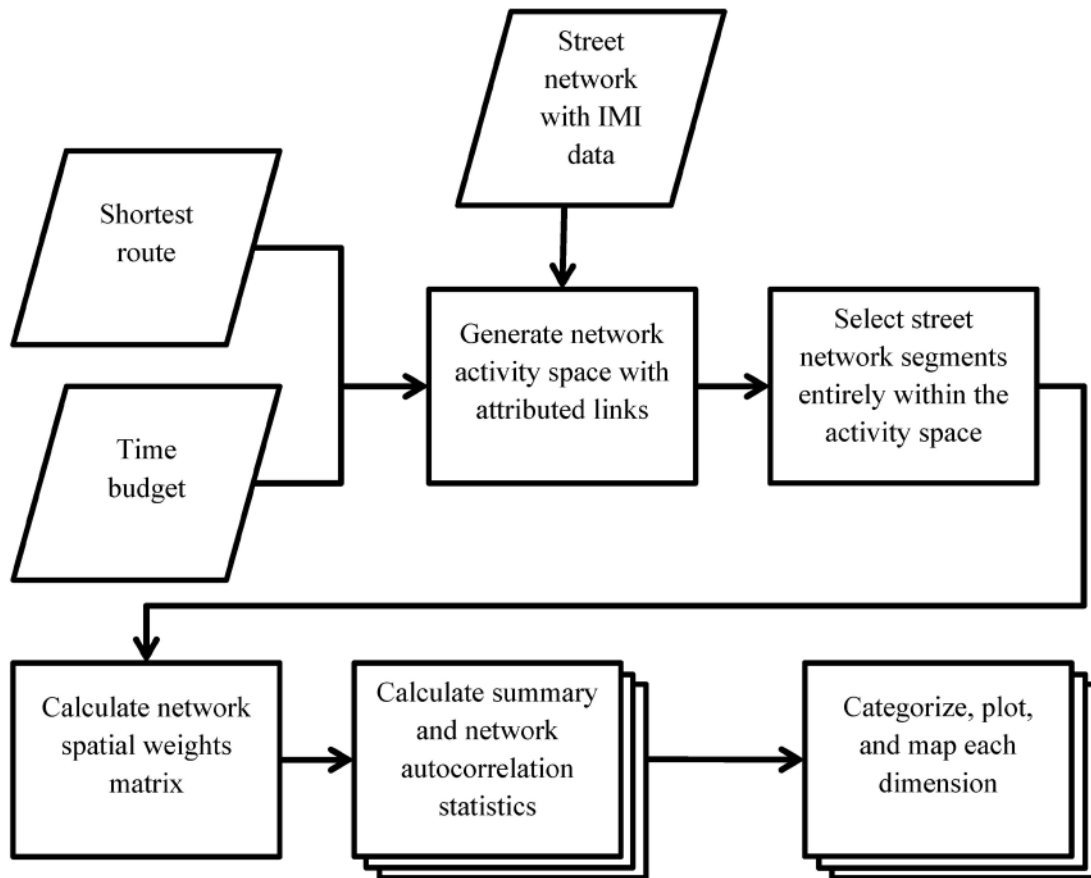 Street
network
with IMI
data
Shortest
route
Time
budget
Generate network
activity space with
attributed links
Select street
network segments
entirely within the
activity space
Calculate network
spatial weights
matrix
Calculate summary
and network
autocorrelation
statistics
Categorize, plot,
and map each
dimension